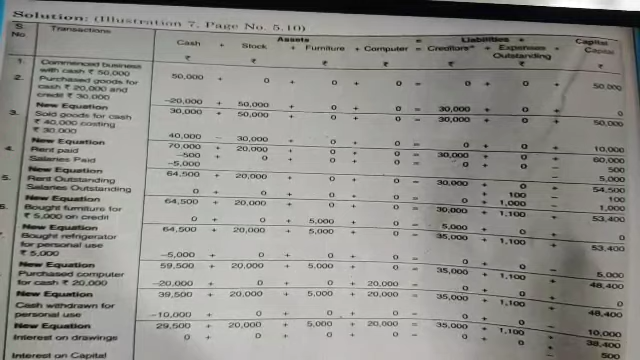 Solution: (Illustration 7, Page No. 5.10)
S. No. Transactions Assets = Liabilities + Capital
Cash + Stock + Furniture + Computer = Creditors + Expenses Outstanding + Capital
₹ ₹ ₹ ₹ ₹ ₹ ₹
1. Commenced business
with cash ₹ 50,000 50,000 + 0 + 0 + 0 = 0 + 0 + 50,000
2. Purchased goods for
cash ₹ 20,000 and
credit ₹ 30,000 –20,000 + 50,000 + 0 + 0 = 30,000 + 0 + 0
New Equation 30,000 + 50,000 + 0 + 0 = 30,000 + 0 + 50,000
3. Sold goods for cash
₹ 40,000 costing
₹ 30,000 40,000 – 30,000 + 0 + 0 = 0 + 0 + 10,000
New Equation 70,000 + 20,000 + 0 + 0 = 30,000 + 0 + 60,000
4. Rent paid –500 + 0 + 0 + 0 = 0 + 0 – 500
Salaries Paid –5,000 – 5,000
New Equation 64,500 + 20,000 + 0 + 0 = 30,000 + 0 + 54,500
5. Rent Outstanding 100 – 100
Salaries Outstanding 0 + 0 + 0 + 0 = 0 + 1,000 – 1,000
New Equation 64,500 + 20,000 + 0 + 0 = 30,000 + 1,100 + 53,400
6. Bought furniture for
₹ 5,000 on credit 0 + 0 + 5,000 + 0 = 5,000 + 0 + 0
New Equation 64,500 + 20,000 + 5,000 + 0 = 35,000 + 1,100 + 53,400
Bought refrigerator
for personal use
₹ 5,000 –5,000 + 0 + 0 + 0 = 0 + 0 – 5,000
New Equation 59,500 + 20,000 + 5,000 + 0 = 35,000 + 1,100 + 48,400
Purchased computer
for cash ₹ 20,000 –20,000 + 0 + 0 + 20,000 = 0 + 0 + 0
New Equation 39,500 + 20,000 + 5,000 + 20,000 = 35,000 + 1,100 + 48,400
Cash withdrawn for
personal use –10,000 + 0 + 0 + 0 = 0 + 0 – 10,000
New Equation 29,500 + 20,000 + 5,000 + 20,000 = 35,000 + 1,100 + 38,400
Interest on drawings 0 + 0 + 0 + 0 = 0 + 0 – 500
Interest on Capital